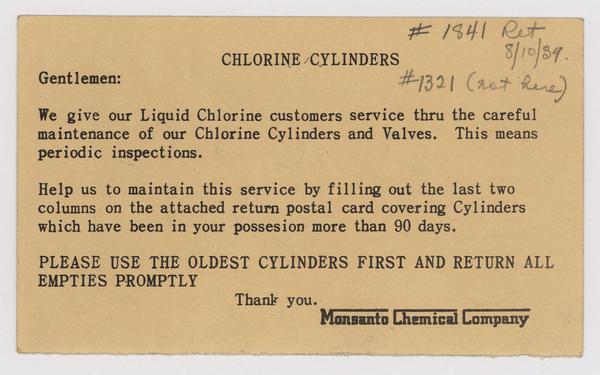 # 1841 Ret
8/10/39.
CHLORINE CYLINDERS
#1321 (not here)
Gentlemen:
We give our Liquid Chlorine customers service thru the careful
maintenance of our Chlorine Cylinders and Valves. This means
periodic inspections.
Help us to maintain this service by filling out the last two
columns on the attached return postal card covering Cylinders
which have been in your possesion more than 90 days.
PLEASE USE THE OLDEST CYLINDERS FIRST AND RETURN ALL
EMPTIES PROMPTLY
Thank you.
Monsanto Chemical Company